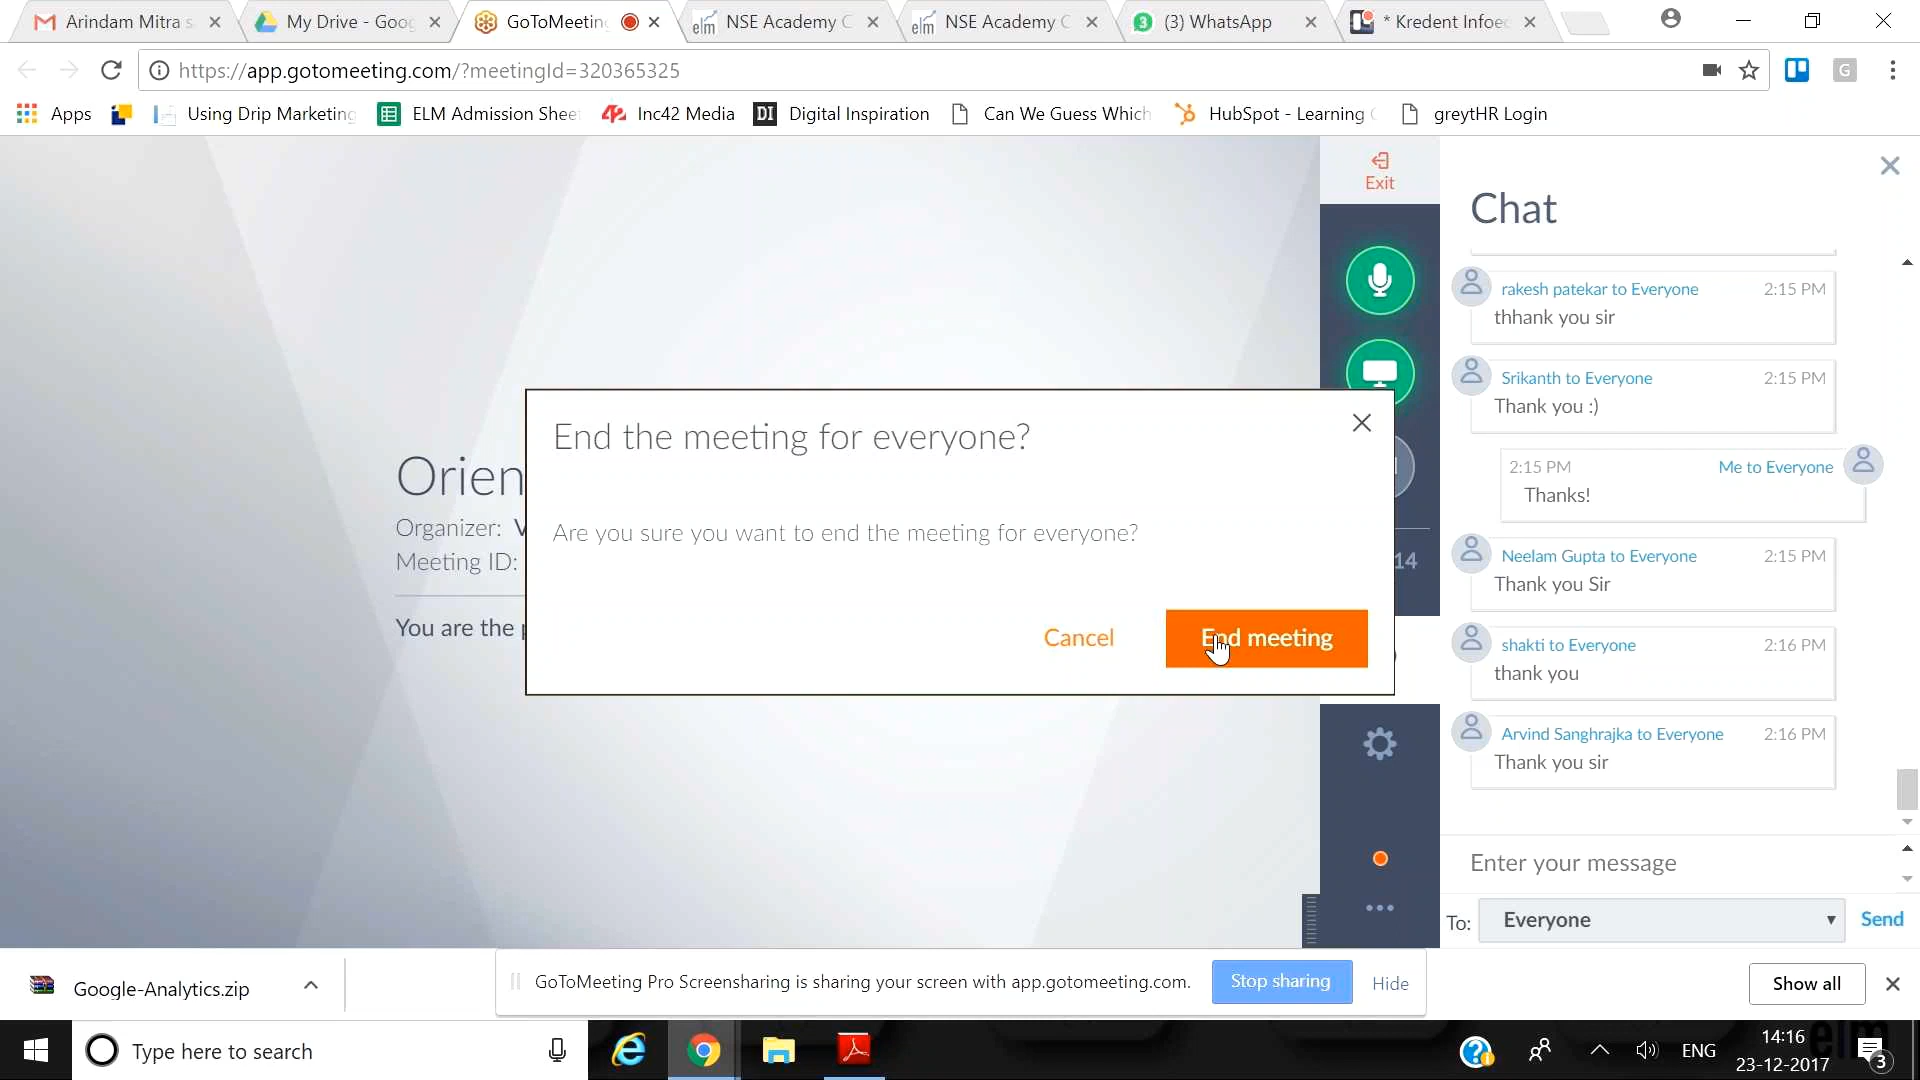 Arindam Mitra s
My Drive - Goog
GoToMeeting
NSE Academy C
NSE Academy C
(3) WhatsApp
* Kredent Infoed
https://app.gotomeeting.com/?meetingId=320365325
G
Apps
Using Drip Marketing
ELM Admission Sheet
Inc42 Media
DI Digital Inspiration
Can We Guess Which
HubSpot - Learning C
greytHR Login
Exit
Chat
rakesh patekar to Everyone 2:15 PM
thhank you sir
Srikanth to Everyone 2:15 PM
Thank you :)
2:15 PM Me to Everyone
Thanks!
Neelam Gupta to Everyone 2:15 PM
Thank you Sir
shakti to Everyone 2:16 PM
thank you
Arvind Sanghrajka to Everyone 2:16 PM
Thank you sir
Enter your message
To: Everyone Send
Orien
Organizer: V
Meeting ID:
You are the p
14
End the meeting for everyone?
Are you sure you want to end the meeting for everyone?
Cancel
End meeting
Google-Analytics.zip
GoToMeeting Pro Screensharing is sharing your screen with app.gotomeeting.com.
Stop sharing
Hide
Show all
Type here to search
ENG
14:16
23-12-2017
3
elm